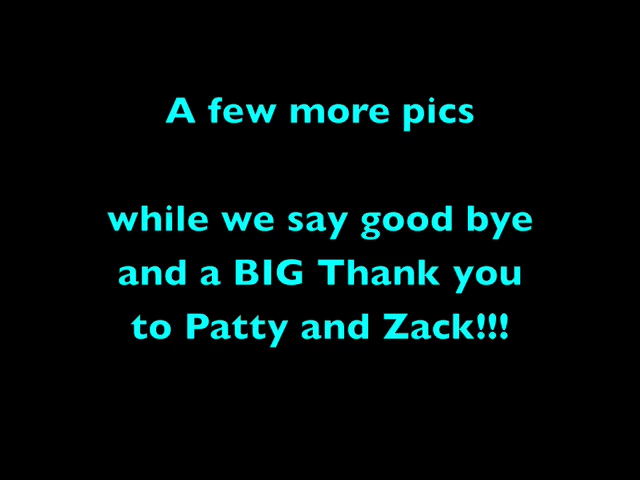 A few more pics
while we say good bye
and a BIG Thank you
to Patty and Zack!!!